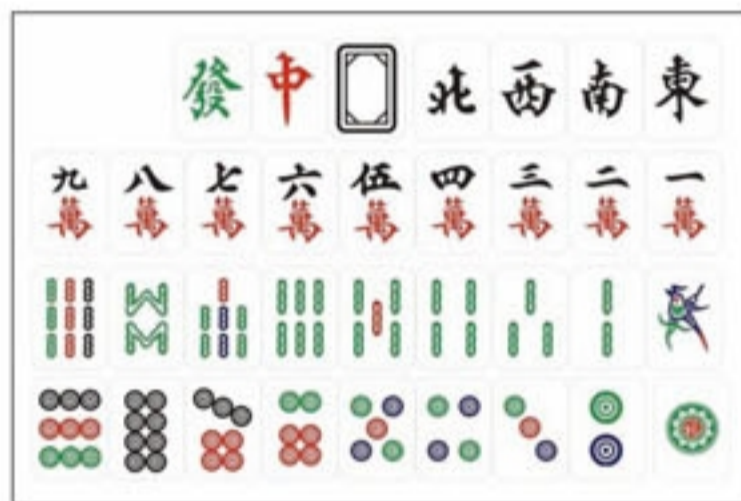 發 中 北 西 南 東
九 八 七 六 伍 四 三 二 一
萬 萬 萬 萬 萬 萬 萬 萬 萬